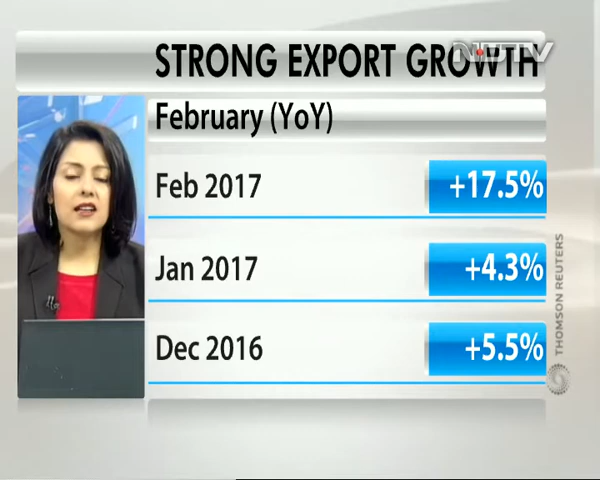 STRONG EXPORT GROWTH
NDTV
February (YoY)
Feb 2017 +17.5%
Jan 2017 +4.3%
Dec 2016 +5.5%
THOMSON REUTERS